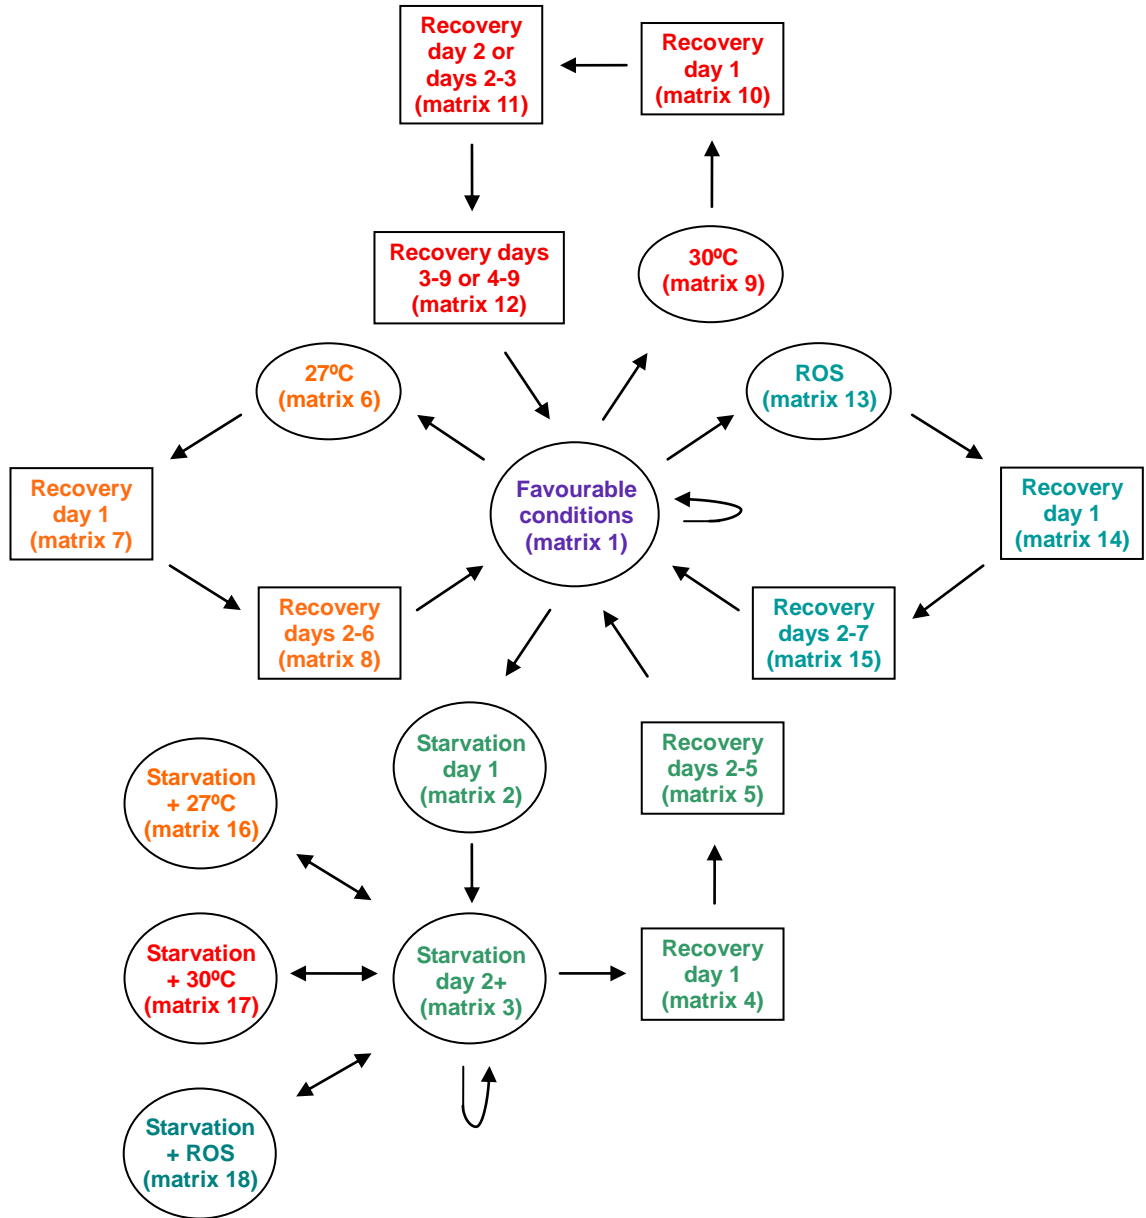 Recovery
day 2 or
days 2-3
(matrix 11)
Recovery
day 1
(matrix 10)
Recovery days
3-9 or 4-9
(matrix 12)
30ºC
(matrix 9)
27ºC
(matrix 6)
ROS
(matrix 13)
Recovery
day 1
(matrix 7)
Favourable
conditions
(matrix 1)
Recovery
day 1
(matrix 14)
Recovery
days 2-6
(matrix 8)
Recovery
days 2-7
(matrix 15)
Starvation
day 1
(matrix 2)
Recovery
days 2-5
(matrix 5)
Starvation
+ 27ºC
(matrix 16)
Starvation
+ 30ºC
(matrix 17)
Starvation
day 2+
(matrix 3)
Recovery
day 1
(matrix 4)
Starvation
+ ROS
(matrix 18)